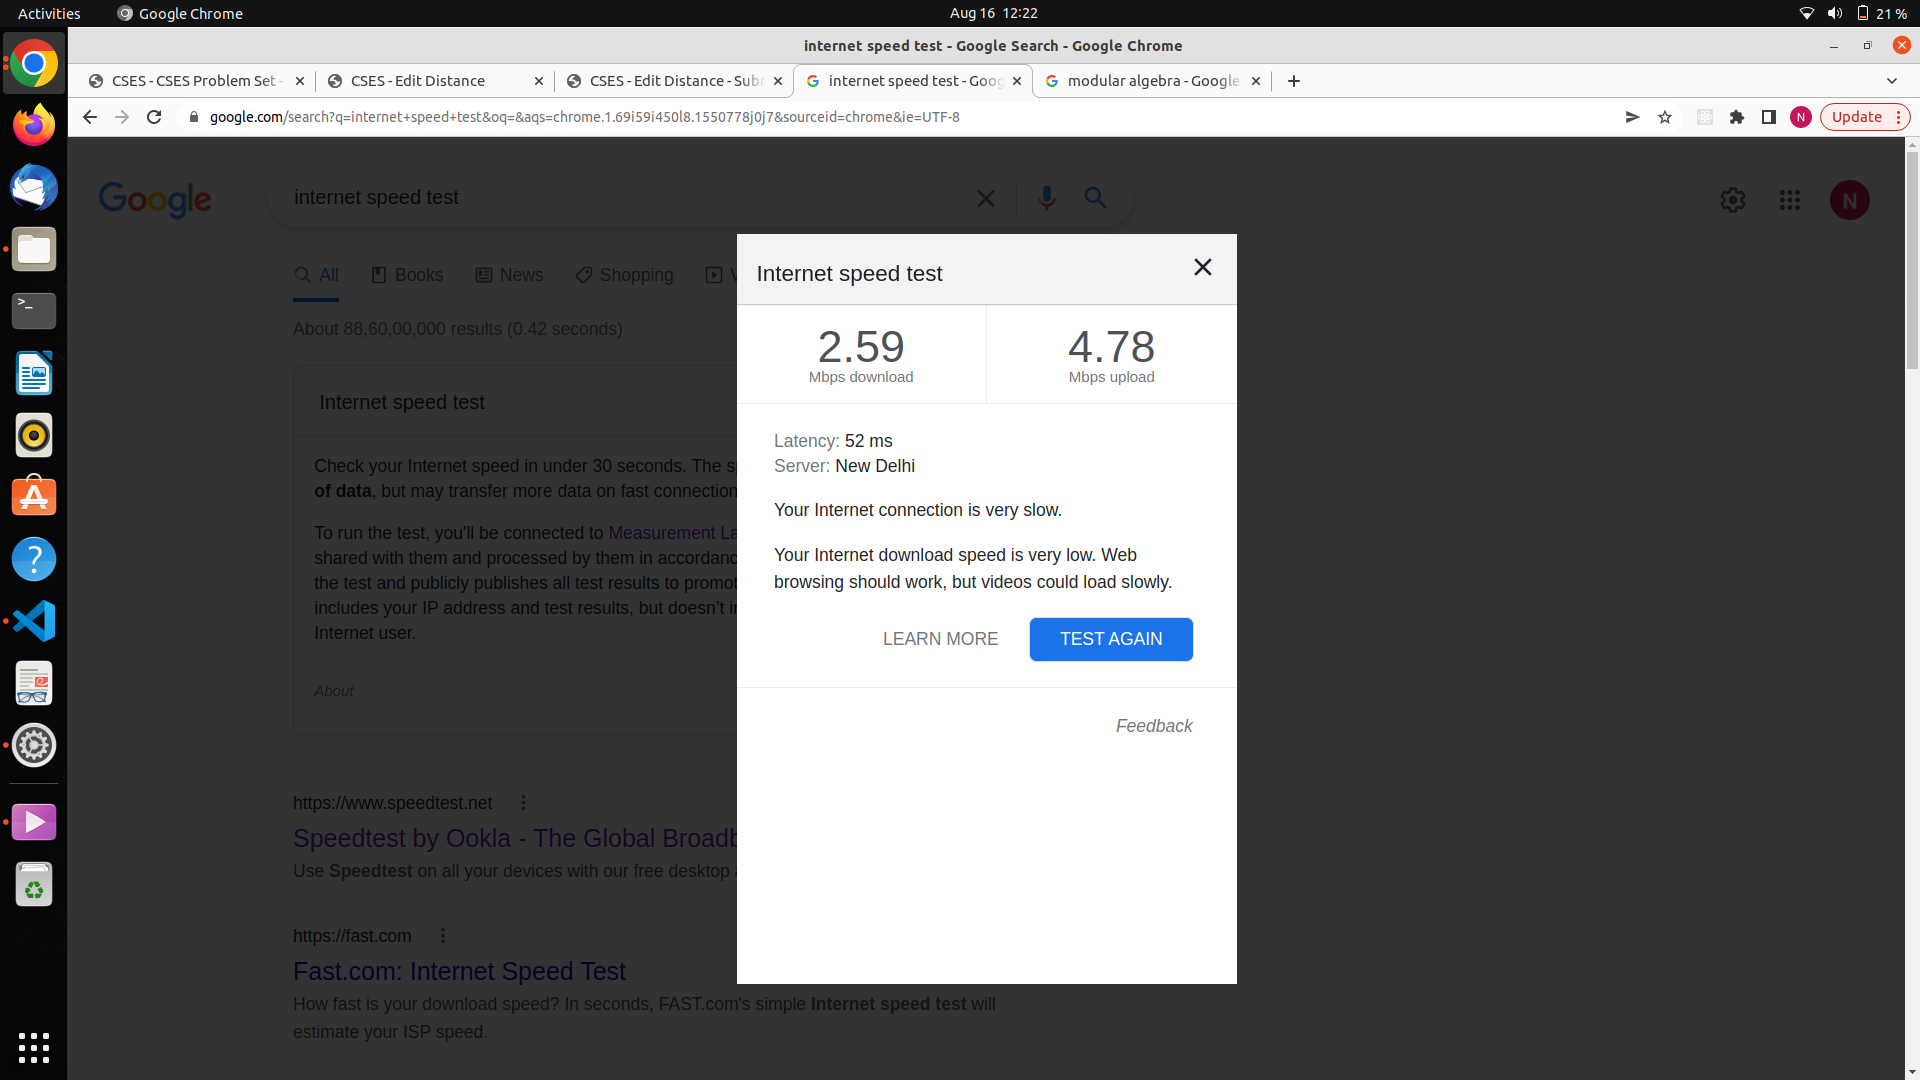 Activities
Google Chrome
Aug 16 12:22
21 %
internet speed test - Google Search - Google Chrome
CSES - CSES Problem Set -
CSES - Edit Distance
CSES - Edit Distance - Subr
internet speed test - Goog
modular algebra - Google
google.com/search?q=internet+speed+test&oq=&aqs=chrome.1.69i59i450l8.1550778j0j7&sourceid=chrome&ie=UTF-8
N
Update
Google
internet speed test
N
All
Books
News
Shopping
V
About 88,60,00,000 results (0.42 seconds)
Internet speed test
Check your Internet speed in under 30 seconds. The s
of data, but may transfer more data on fast connection
To run the test, you'll be connected to Measurement La
shared with them and processed by them in accordanc
the test and publicly publishes all test results to promot
includes your IP address and test results, but doesn't in
Internet user.
About
https://www.speedtest.net
Speedtest by Ookla - The Global Broadb
Use Speedtest on all your devices with our free desktop a
https://fast.com
Fast.com: Internet Speed Test
How fast is your download speed? In seconds, FAST.com's simple Internet speed test will
estimate your ISP speed.
Internet speed test
2.59
Mbps download
4.78
Mbps upload
Latency: 52 ms
Server: New Delhi
Your Internet connection is very slow.
Your Internet download speed is very low. Web
browsing should work, but videos could load slowly.
LEARN MORE
TEST AGAIN
Feedback